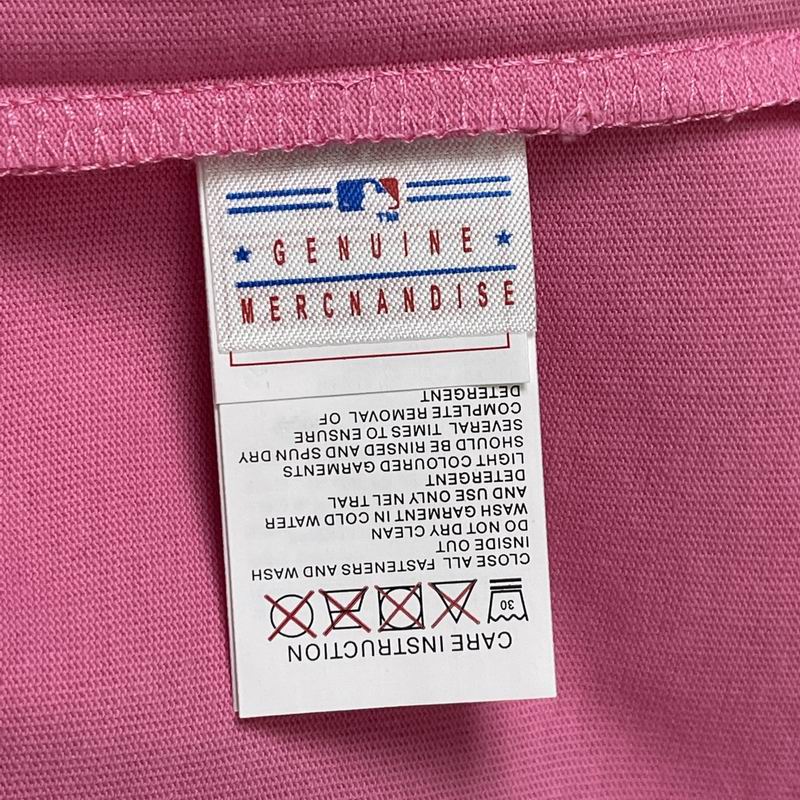 TM
GENUINE
MERCNANDISE
CARE INSTRUCTION
30
CLOSE ALL FASTENERS AND WASH
INSIDE OUT
DO NOT DRY CLEAN
WASH GARMENT IN COLD WATER
AND USE ONLY NEL TRAL
DETERGENT
LIGHT COLOURED GARMENTS
SHOULD BE RINSED AND SPUN DRY
SEVERAL TIMES TO ENSURE
COMPLETE REMOVAL OF
DETERGENT